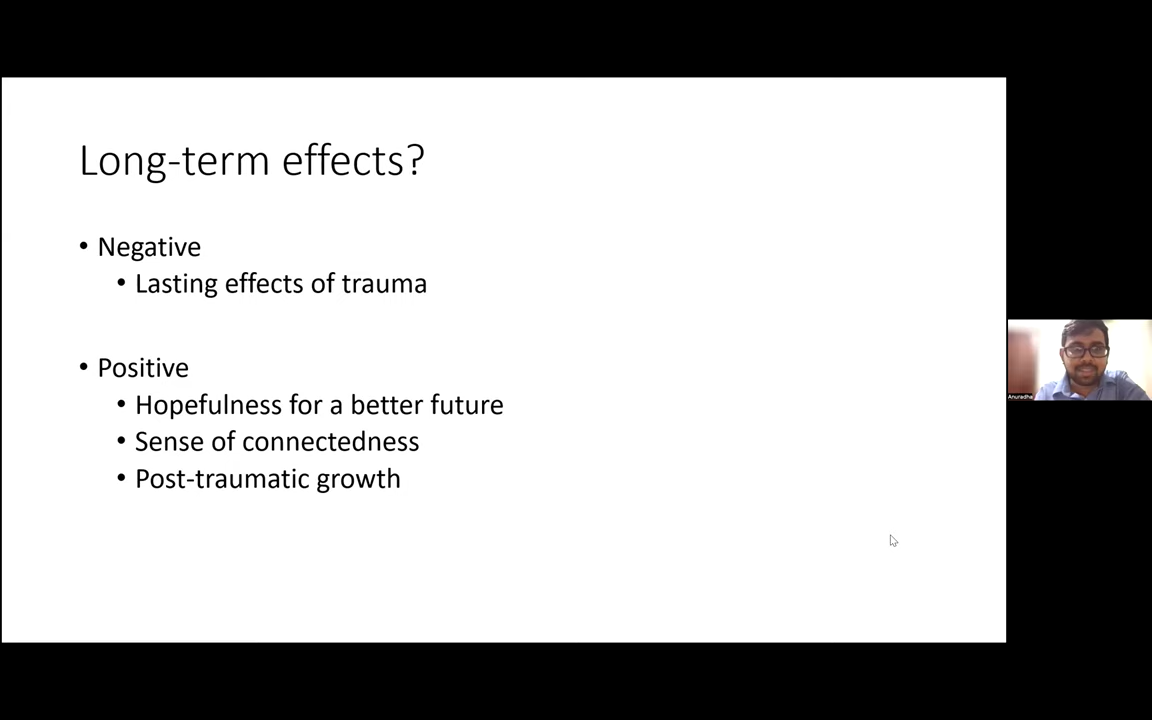 Long-term effects?
• Negative
• Lasting effects of trauma
• Positive
• Hopefulness for a better future
• Sense of connectedness
• Post-traumatic growth
Anuradha